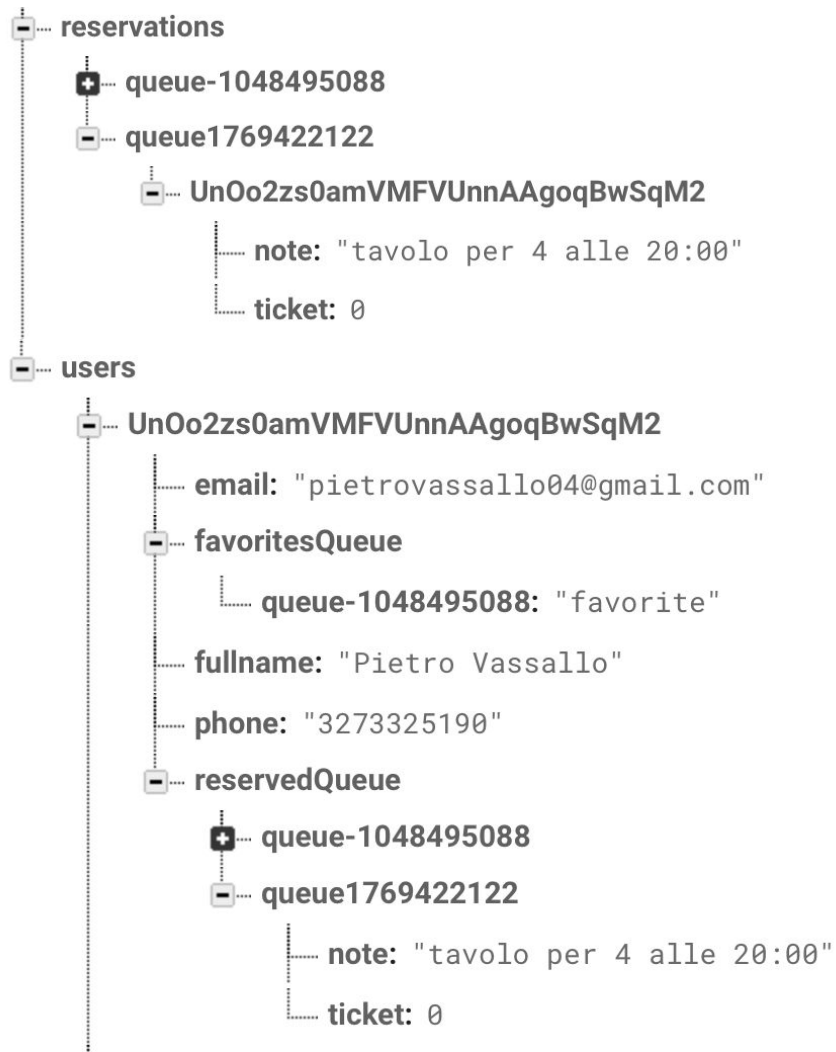 reservations
queue-1048495088
queue1769422122
UnOo2zs0amVMFVUnnAAgoqBwSqM2
note: "tavolo per 4 alle 20:00"
ticket: 0
users
UnOo2zs0amVMFVUnnAAgoqBwSqM2
email: "pietrovassallo04@gmail.com"
favoritesQueue
queue-1048495088: "favorite"
fullname: "Pietro Vassallo"
phone: "3273325190"
reservedQueue
queue-1048495088
queue1769422122
note: "tavolo per 4 alle 20:00"
ticket: 0